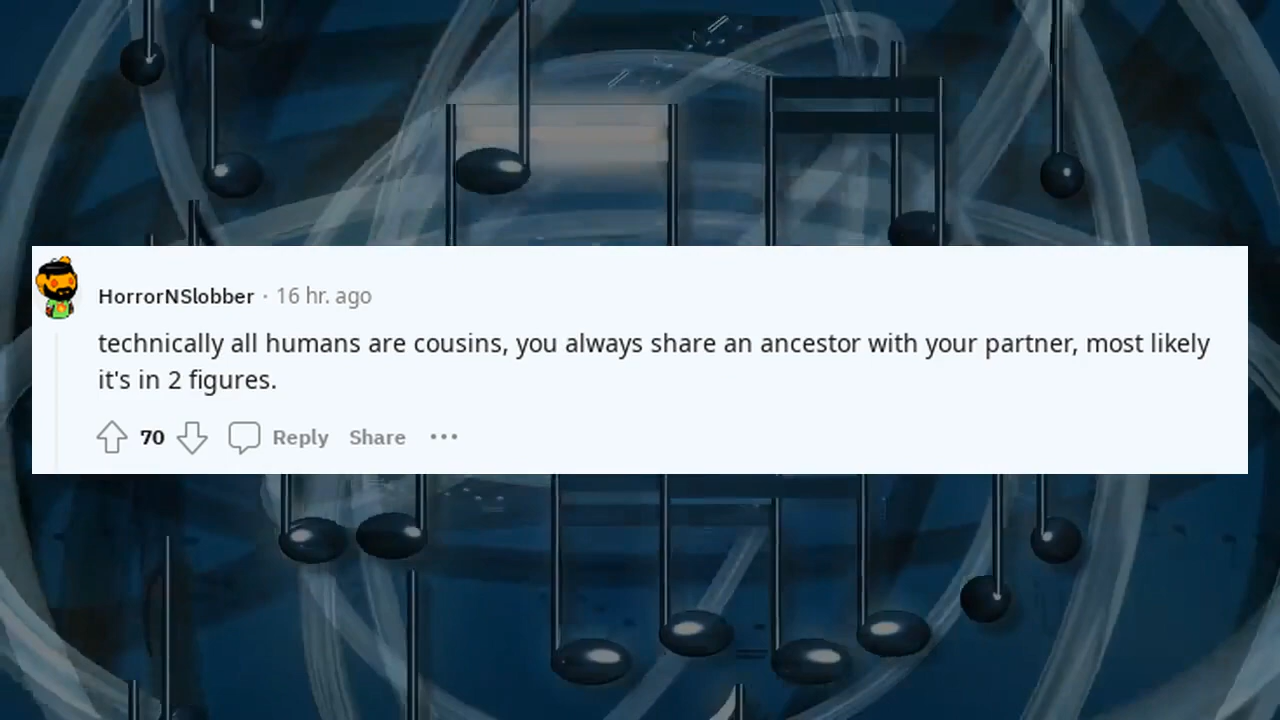 HorrorNSlobber · 16 hr. ago
technically all humans are cousins, you always share an ancestor with your partner, most likely
it's in 2 figures.
70 Reply Share ···